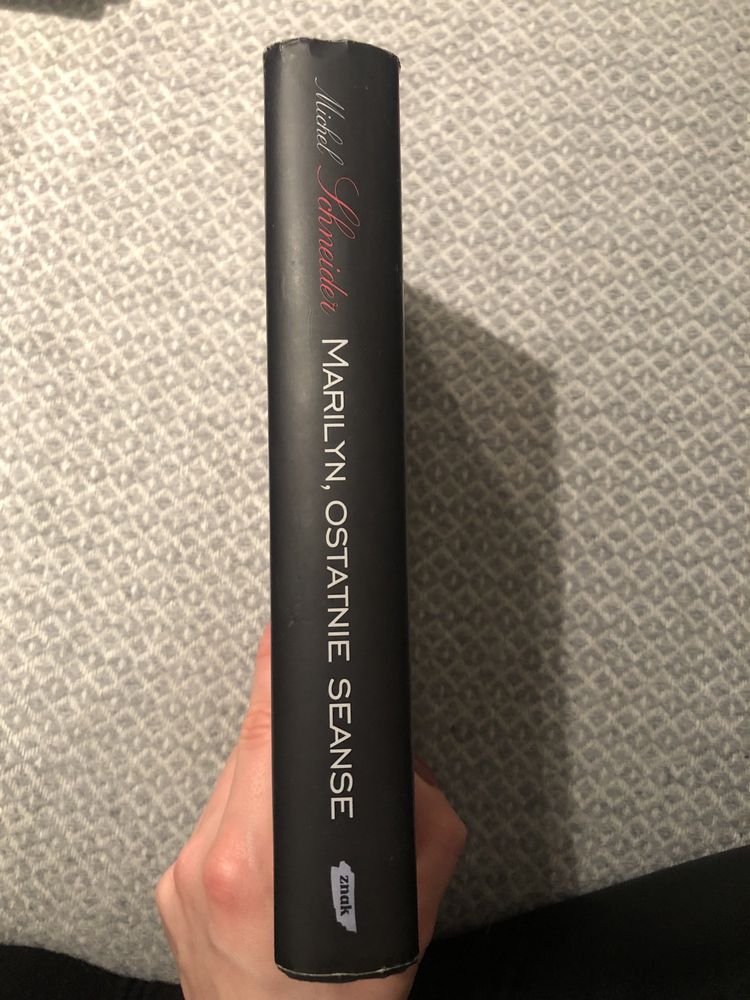 Michel Schneider MARILYN, OSTATNIE SEANSE
znak